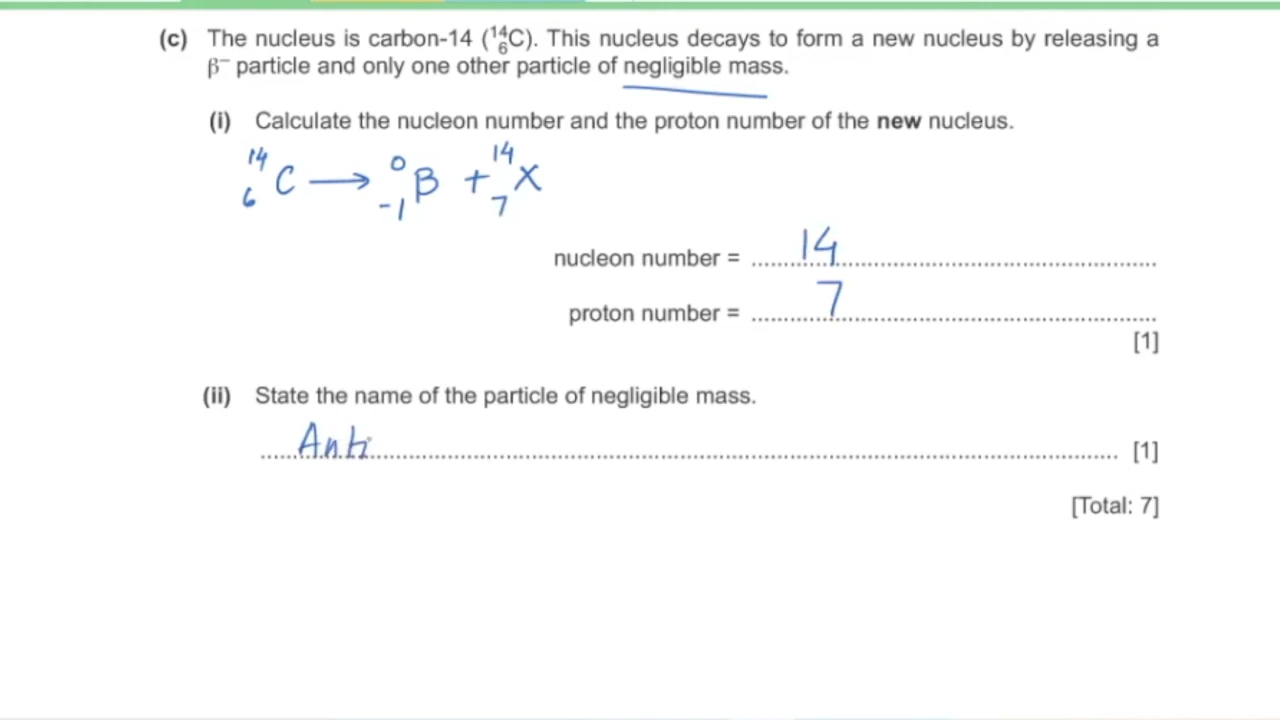 (c) The nucleus is carbon-14 (¹⁴₆C). This nucleus decays to form a new nucleus by releasing a
β⁻ particle and only one other particle of negligible mass.
(i) Calculate the nucleon number and the proton number of the new nucleus.
¹⁴₆C → ⁰₋₁β + ¹⁴₇X
nucleon number = 14
proton number = 7
[1]
(ii) State the name of the particle of negligible mass.
Anti [1]
[Total: 7]